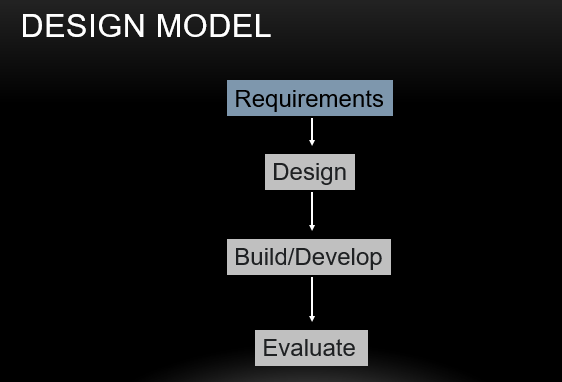 DESIGN MODEL
Requirements
Design
Build/Develop
Evaluate